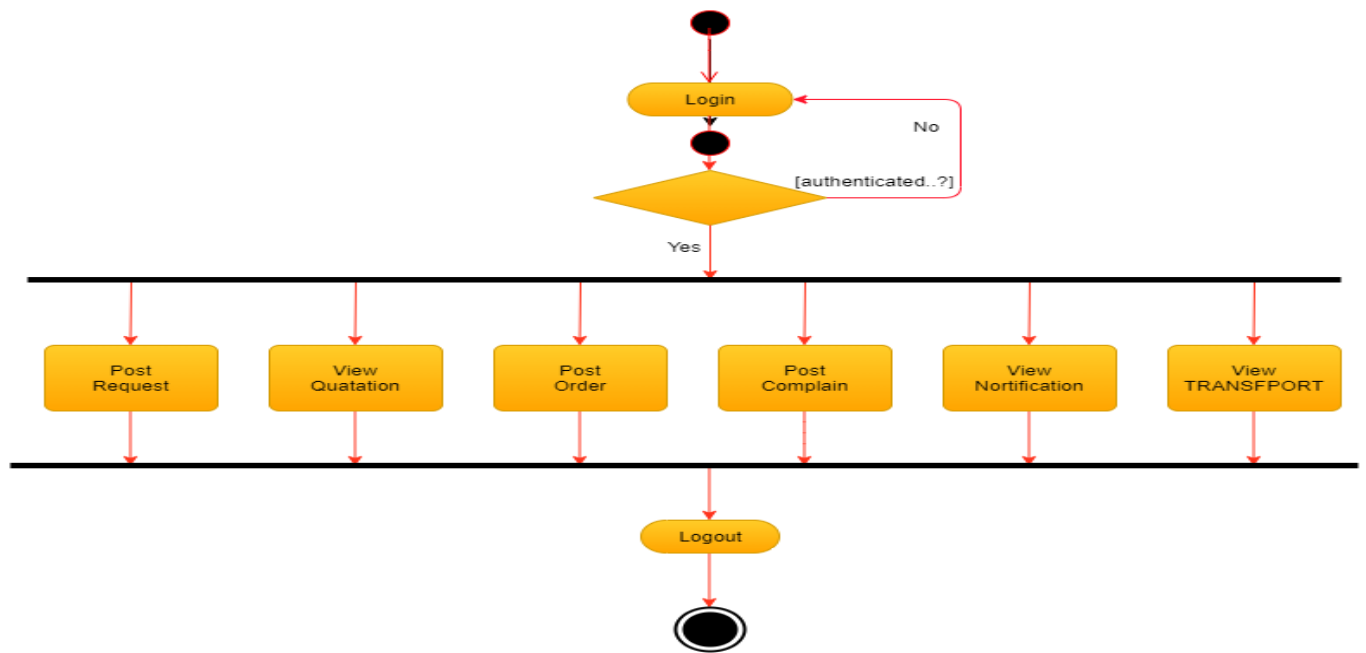 Login
No
[authenticated..?]
Yes
Post
Request
View
Quatation
Post
Order
Post
Complain
View
Nortification
View
TRANSFPORT
Logout